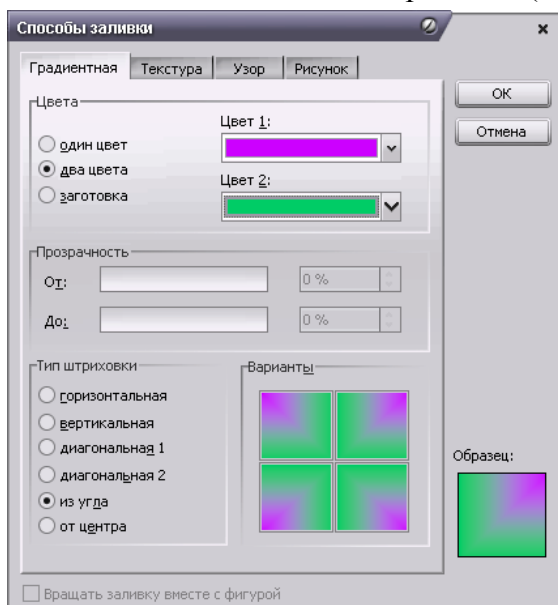 Способы заливки
Градиентная Текстура Узор Рисунок
ОК
Отмена
Цвета
один цвет
два цвета
заготовка
Цвет 1:
Цвет 2:
Прозрачность
От: 0 %
До: 0 %
Тип штриховки
горизонтальная
вертикальная
диагональная 1
диагональная 2
из угла
от центра
Варианты
Образец:
Вращать заливку вместе с фигурой